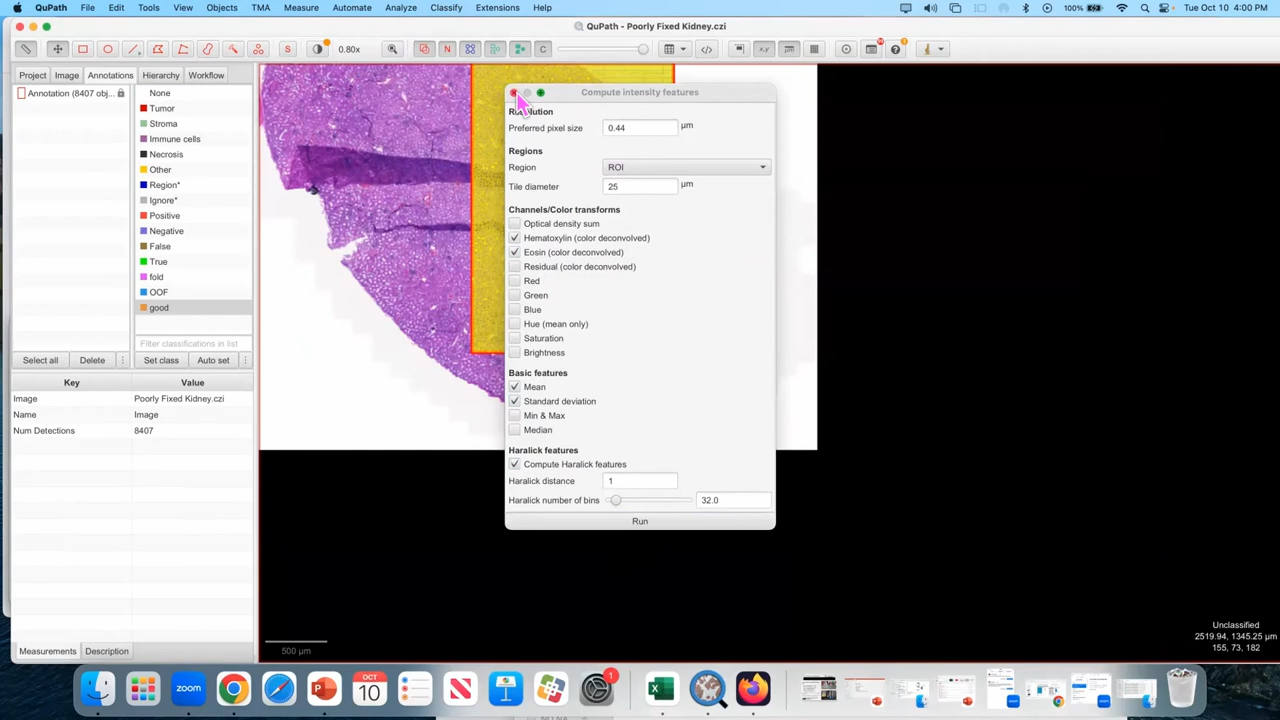 QuPath File Edit Tools View Objects TMA Measure Automate Analyze Classify Extensions Help
100% Tue Oct 10 4:00 PM
QuPath - Poorly Fixed Kidney.czi
S 0.80x N C x,y
Project Image Annotations Hierarchy Workflow
Annotation (8407 obj...
None
Tumor
Stroma
Immune cells
Necrosis
Other
Region*
Ignore*
Positive
Negative
False
True
fold
OOF
good
Filter classifications in list
Select all Delete Set class Auto set
Key Value
Image Poorly Fixed Kidney.czi
Name Image
Num Detections 8407
Measurements Description
Compute intensity features
Preferred pixel size 0.44 µm
Regions
Region ROI
Tile diameter 25 µm
Channels/Color transforms
Optical density sum
Hematoxylin (color deconvolved)
Eosin (color deconvolved)
Residual (color deconvolved)
Red
Green
Blue
Hue (mean only)
Saturation
Brightness
Basic features
Mean
Standard deviation
Min & Max
Median
Haralick features
Compute Haralick features
Haralick distance 1
Haralick number of bins 32.0
Run
500 µm
Unclassified
2519.94, 1345.25 µm
155, 73, 182
zoom
OCT
10
1